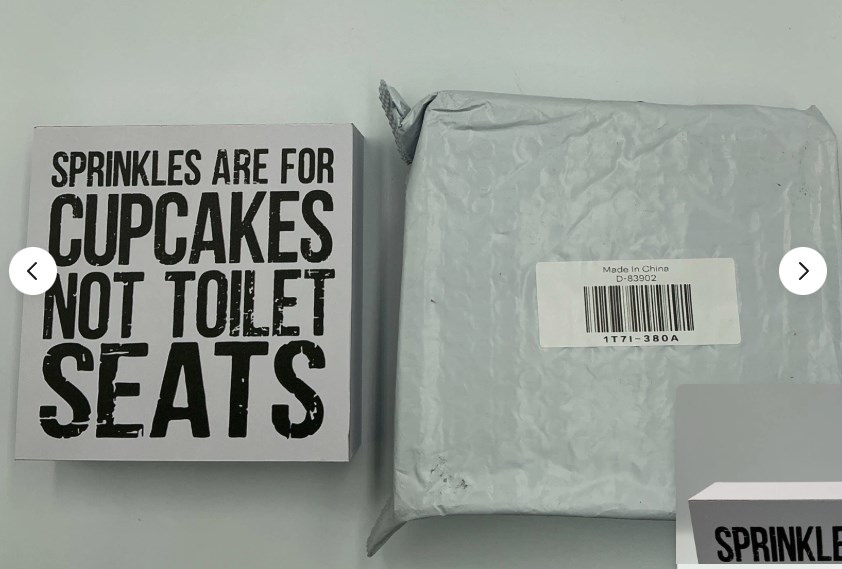 SPRINKLES ARE FOR
CUPCAKES
NOT TOILET
SEATS
Made In China
D-83902
1T7I-380A
SPRINKLE